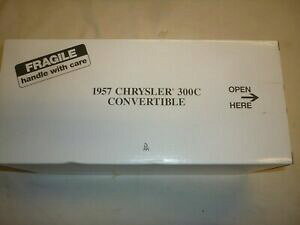 FRAGILE
handle with care
1957 CHRYSLER® 300C
CONVERTIBLE
OPEN
HERE